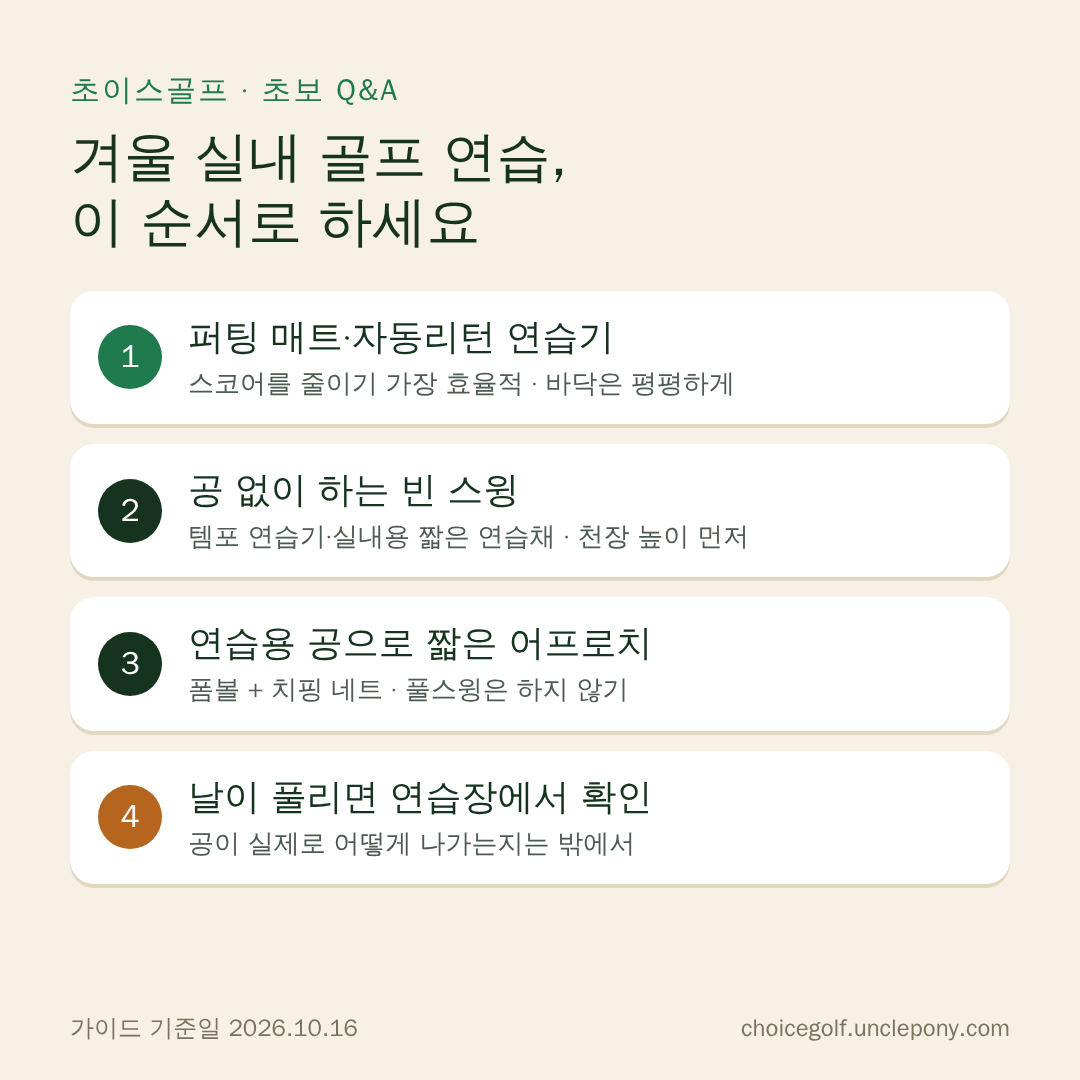 초이스골프 · 초보 Q&A
겨울 실내 골프 연습,
이 순서로 하세요
1
퍼팅 매트·자동리턴 연습기
스코어를 줄이기 가장 효율적 · 바닥은 평평하게
2
공 없이 하는 빈 스윙
템포 연습기·실내용 짧은 연습채 · 천장 높이 먼저
3
연습용 공으로 짧은 어프로치
폼볼 + 치핑 네트 · 풀스윙은 하지 않기
4
날이 풀리면 연습장에서 확인
공이 실제로 어떻게 나가는지는 밖에서
가이드 기준일 2026.10.16
choicegolf.unclepony.com